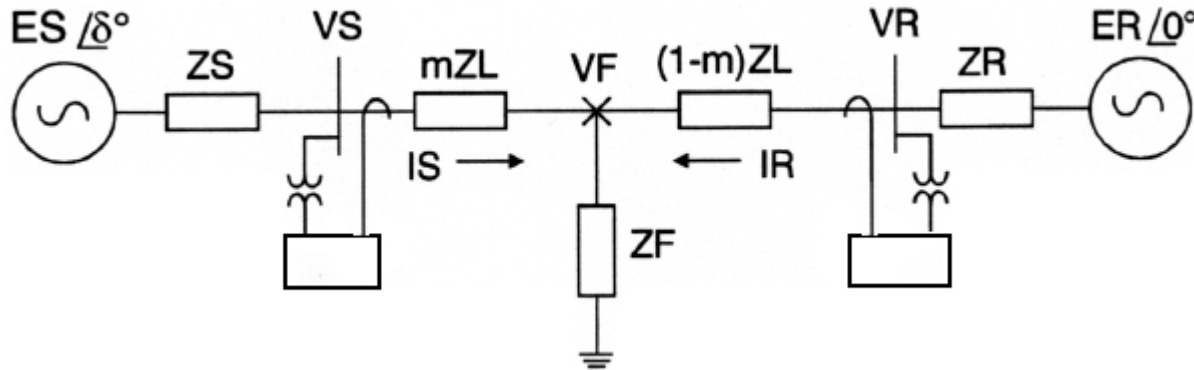 ES /δ° VS VR ER /0°
ZS mZL VF (1-m)ZL ZR
IS IR
ZF